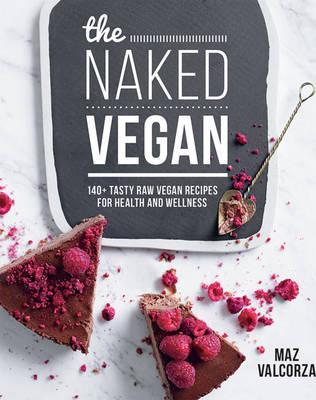 the
NAKED
VEGAN
140+ TASTY RAW VEGAN RECIPES
FOR HEALTH AND WELLNESS
MAZ
VALCORZA